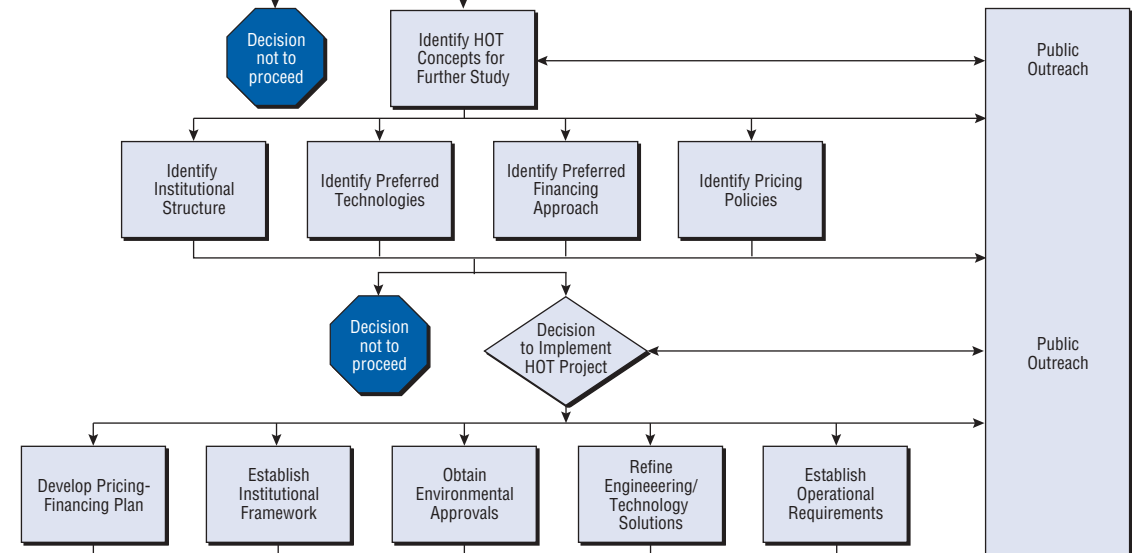 Decision
not to
proceed
Identify HOT
Concepts for
Further Study
Public
Outreach
Identify
Institutional
Structure
Identify Preferred
Technologies
Identify Preferred
Financing
Approach
Identify Pricing
Policies
Decision
not to
proceed
Decision
to Implement
HOT Project
Public
Outreach
Develop Pricing-
Financing Plan
Establish
Institutional
Framework
Obtain
Environmental
Approvals
Refine
Engineeering/
Technology
Solutions
Establish
Operational
Requirements